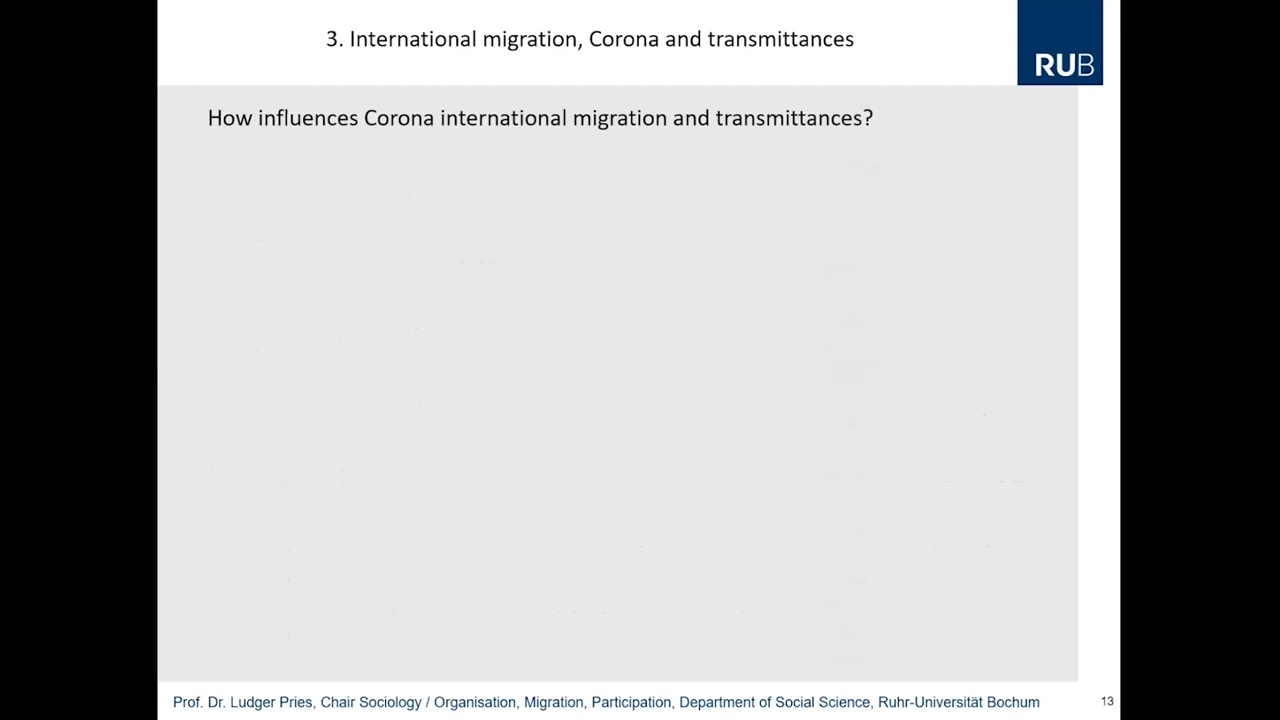 3. International migration, Corona and transmittances
RUB
How influences Corona international migration and transmittances?
Prof. Dr. Ludger Pries, Chair Sociology / Organisation, Migration, Participation, Department of Social Science, Ruhr-Universität Bochum
13